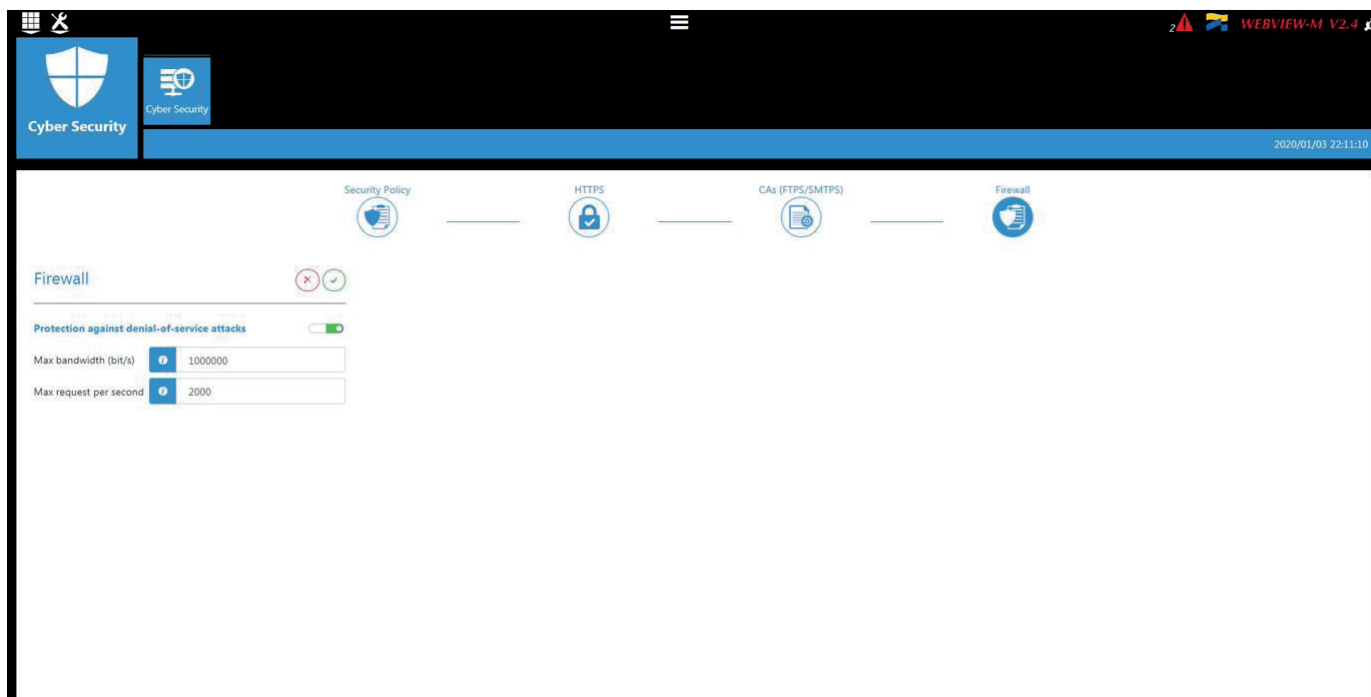 2
WEBVIEW-M V2.4
Cyber Security
Cyber Security
2020/01/03 22:11:10
Security Policy
HTTPS
CAs (FTPS/SMTPS)
Firewall
Firewall
Protection against denial-of-service attacks
Max bandwidth (bit/s)
1000000
Max request per second
2000